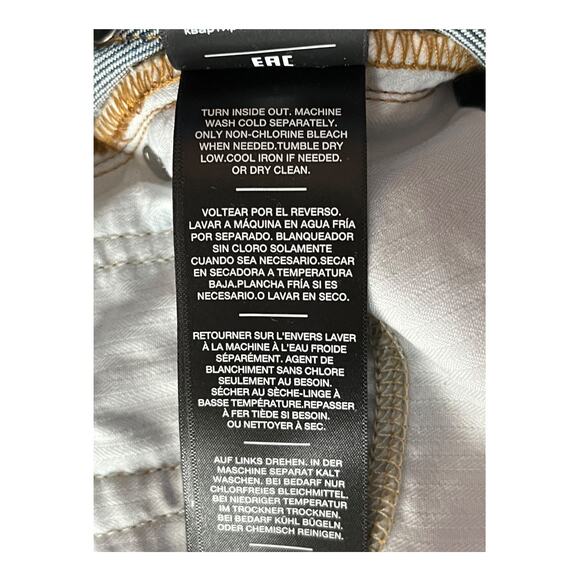 EAC
TURN INSIDE OUT. MACHINE
WASH COLD SEPARATELY.
ONLY NON-CHLORINE BLEACH
WHEN NEEDED.TUMBLE DRY
LOW.COOL IRON IF NEEDED.
OR DRY CLEAN.
VOLTEAR POR EL REVERSO.
LAVAR A MÁQUINA EN AGUA FRÍA
POR SEPARADO. BLANQUEADOR
SIN CLORO SOLAMENTE
CUANDO SEA NECESARIO.SECAR
EN SECADORA A TEMPERATURA
BAJA.PLANCHA FRÍA SI ES
NECESARIO.O LAVAR EN SECO.
RETOURNER SUR L'ENVERS LAVER
À LA MACHINE À L'EAU FROIDE
SÉPARÉMENT. AGENT DE
BLANCHIMENT SANS CHLORE
SEULEMENT AU BESOIN.
SÉCHER AU SÈCHE-LINGE À
BASSE TEMPÉRATURE.REPASSER
À FER TIÈDE SI BESOIN.
OU NETTOYER À SEC.
AUF LINKS DREHEN. IN DER
MASCHINE SEPARAT KALT
WASCHEN. BEI BEDARF NUR
CHLORFREIES BLEICHMITTEL.
BEI NIEDRIGER TEMPERATUR
IM TROCKNER TROCKNEN.
BEI BEDARF KÜHL BÜGELN.
ODER CHEMISCH REINIGEN.